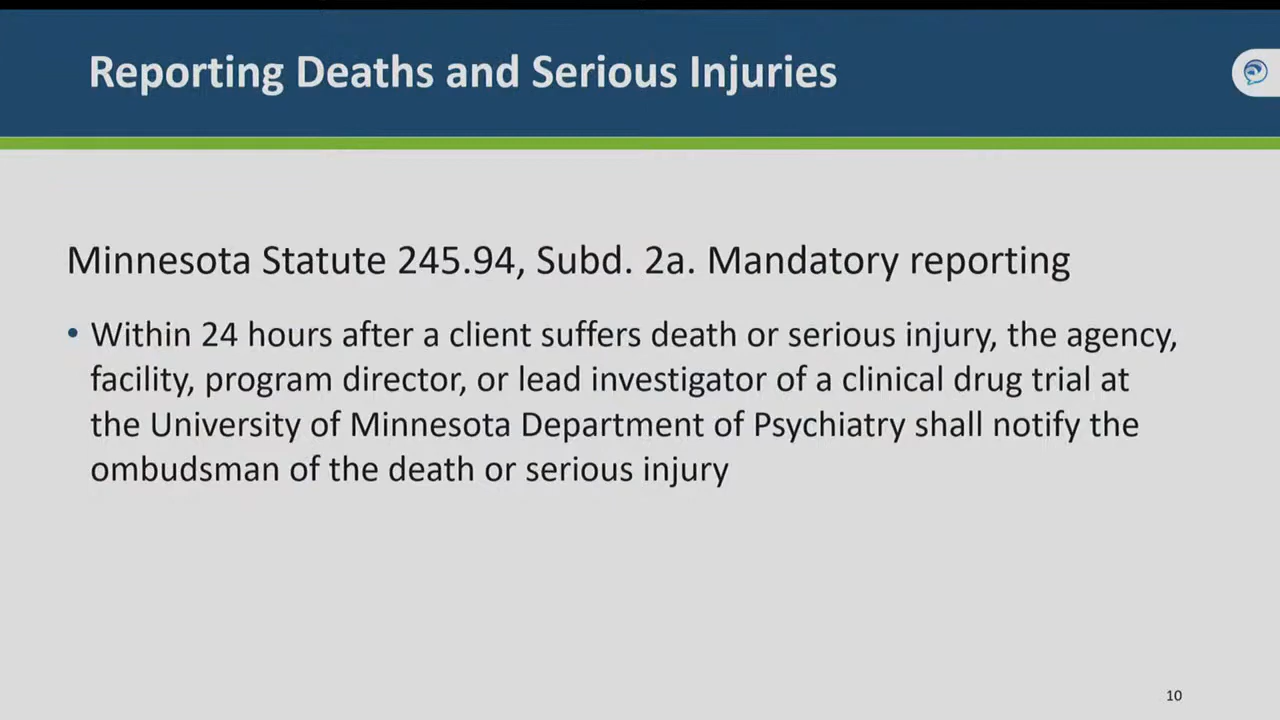 Reporting Deaths and Serious Injuries
Minnesota Statute 245.94, Subd. 2a. Mandatory reporting
• Within 24 hours after a client suffers death or serious injury, the agency,
facility, program director, or lead investigator of a clinical drug trial at
the University of Minnesota Department of Psychiatry shall notify the
ombudsman of the death or serious injury
10